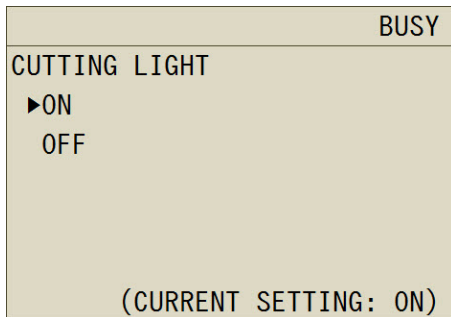 BUSY
CUTTING LIGHT
▶ON
OFF
(CURRENT SETTING: ON)